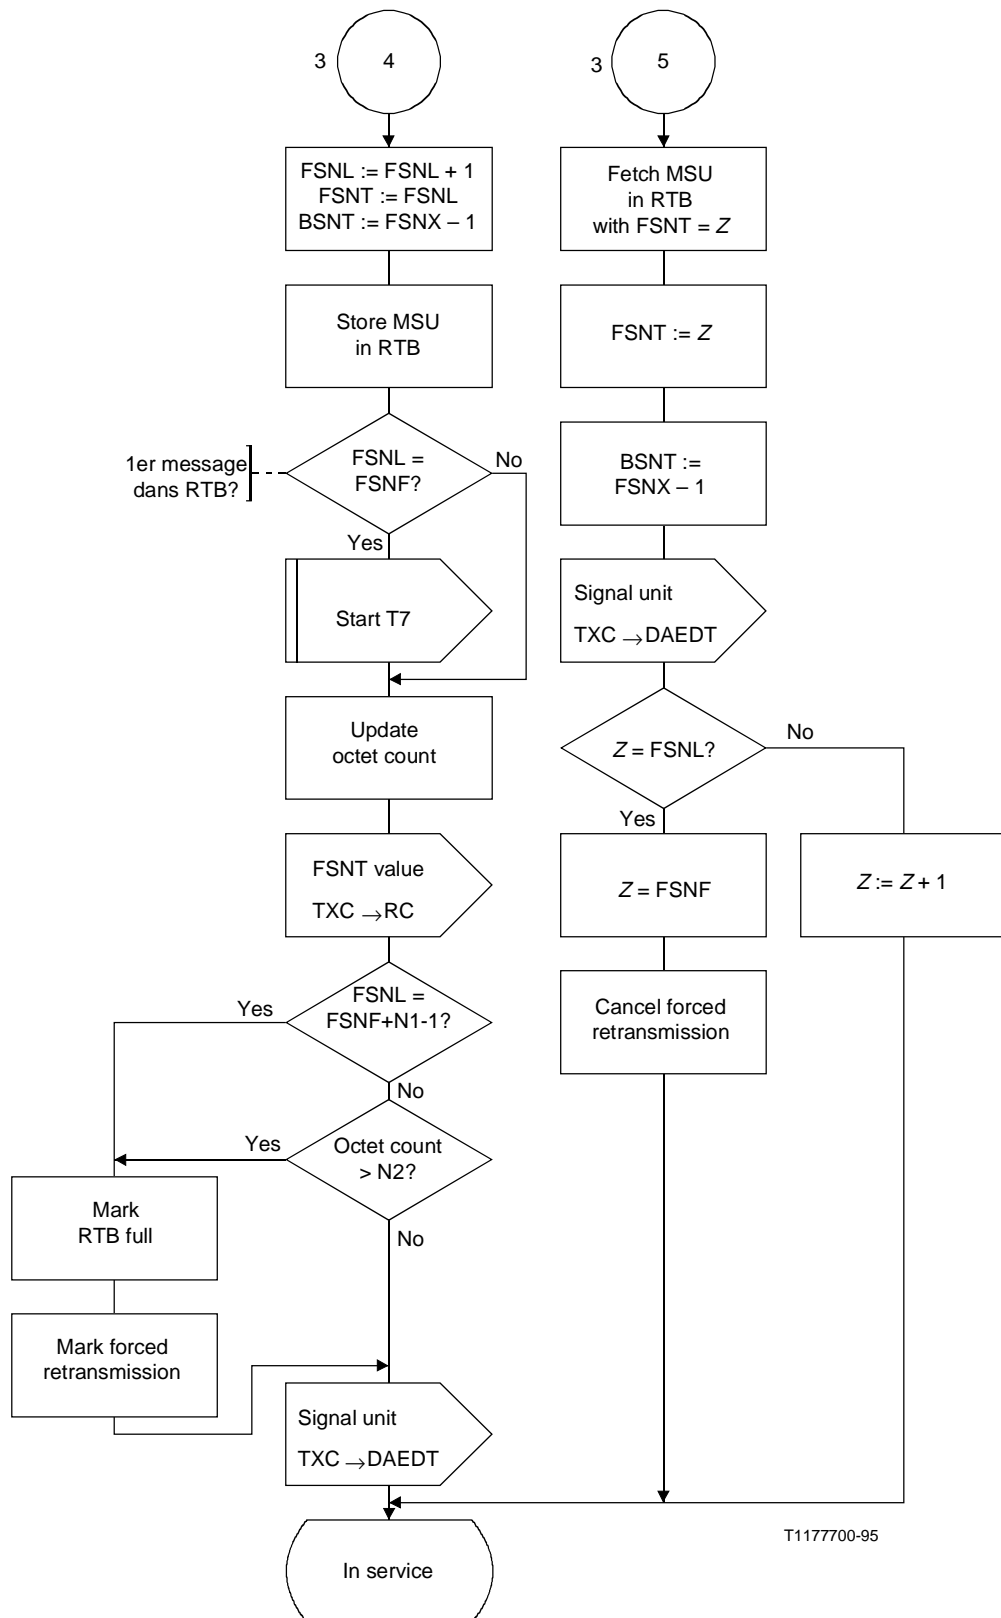 3
4
FSNL := FSNL + 1
FSNT := FSNL
BSNT := FSNX – 1
Store MSU
in RTB
1er message
dans RTB?
FSNL =
FSNF?
No
Yes
Start T7
Update
octet count
FSNT value
TXC → RC
FSNL =
FSNF+N1-1?
Yes
No
Octet count
> N2?
Yes
No
Mark
RTB full
Mark forced
retransmission
Signal unit
TXC → DAEDT
In service
3
5
Fetch MSU
in RTB
with FSNT = Z
FSNT := Z
BSNT :=
FSNX – 1
Signal unit
TXC → DAEDT
Z = FSNL?
No
Yes
Z = FSNF
Z := Z + 1
Cancel forced
retransmission
T1177700-95